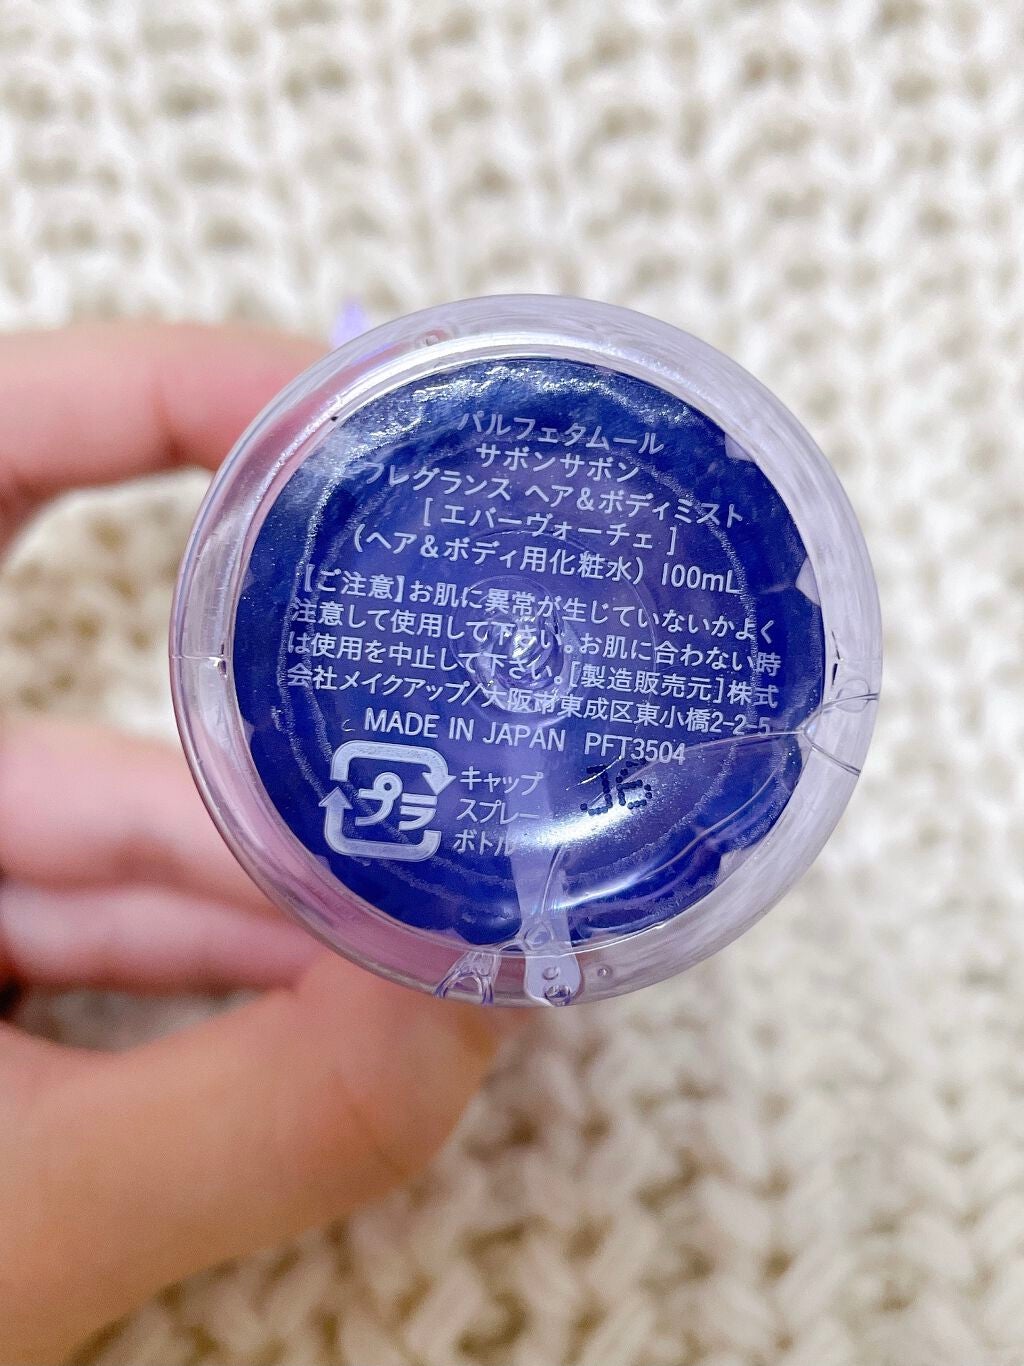 パルフェタムール
サボンサボン
フレグランス ヘア&ボディミスト
[ エバーヴォーチェ ]
(ヘア&ボディ用化粧水) 100mL
【ご注意】お肌に異常が生じていないかよく
注意して使用して下さい。お肌に合わない時
は使用を中止して下さい。[製造販売元]株式
会社メイクアップ/大阪市東成区東小橋2-2-5
MADE IN JAPAN PFT3504
プラ
キャップ
スプレー
ボトル